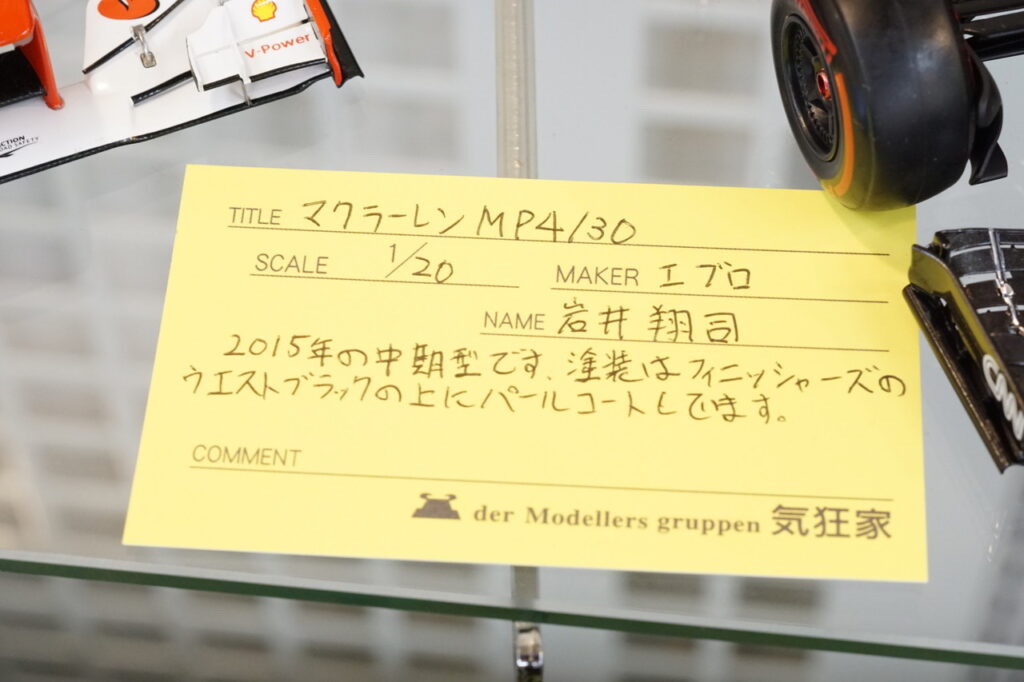 V-Power
TITLE マクラーレン MP4/30
SCALE 1/20 MAKER エブロ
NAME 岩井 翔司
2015年の中期型です、塗装はフィニッシャーズの
ウエストブラックの上にパールコートしてます。
COMMENT
der Modellers gruppen 気狂家